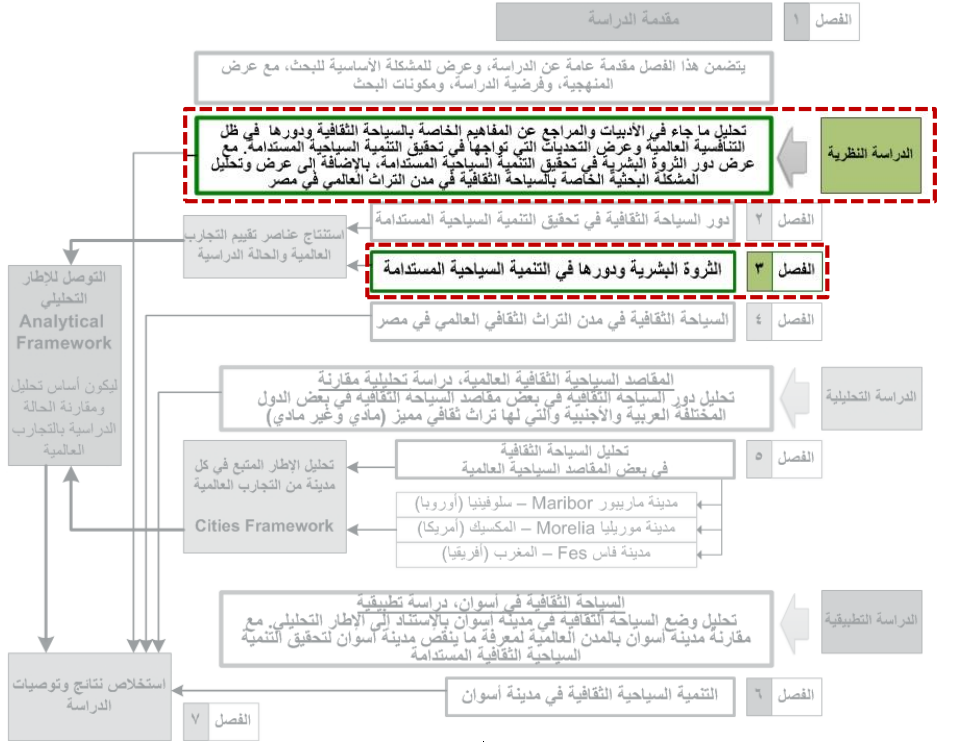 الفصل ١ مقدمة الدراسة
يتضمن هذا الفصل مقدمة عامة عن الدراسة، وعرض للمشكلة الأساسية للبحث، مع عرض
المنهجية، وفرضية الدراسة، ومكونات البحث
الدراسة النظرية
تحليل ما جاء في الأدبيات والمراجع عن المفاهيم الخاصة بالسياحة الثقافية ودورها في ظل
التنافسية العالمية وعرض التحديات التي تواجها في تحقيق التنمية السياحية المستدامة. مع
عرض دور الثروة البشرية في تحقيق التنمية السياحية المستدامة، بالإضافة إلى عرض وتحليل
المشكلة البحثية الخاصة بالسياحة الثقافية في مدن التراث العالمي في مصر
الفصل ٢ دور السياحة الثقافية في تحقيق التنمية السياحية المستدامة
استنتاج عناصر تقييم التجارب
العالمية والحالة الدراسية
الفصل ٣ الثروة البشرية ودورها في التنمية السياحية المستدامة
الفصل ٤ السياحة الثقافية في مدن التراث الثقافي العالمي في مصر
التوصل للإطار
التحليلي
Analytical
Framework
ليكون أساس تحليل
ومقارنة الحالة
الدراسية بالتجارب
العالمية
الدراسة التحليلية
المقاصد السياحية الثقافية العالمية، دراسة تحليلية مقارنة
تحليل دور السياحة الثقافية في بعض مقاصد السياحة الثقافية في بعض الدول
المختلفة العربية والأجنبية والتي لها تراث ثقافي مميز (مادي وغير مادي)
الفصل ٥ تحليل السياحة الثقافية
في بعض المقاصد السياحية العالمية
تحليل الإطار المتبع في كل
مدينة من التجارب العالمية
Cities Framework
مدينة ماريبور Maribor – سلوفينيا (أوروبا)
مدينة موريليا Morelia – المكسيك (أمريكا)
مدينة فاس Fes – المغرب (أفريقيا)
الدراسة التطبيقية
السياحة الثقافية في أسوان، دراسة تطبيقية
تحليل وضع السياحة الثقافية في مدينة أسوان بالإستناد إلى الإطار التحليلي. مع
مقارنة مدينة أسوان بالمدن العالمية لمعرفة ما ينقص مدينة أسوان لتحقيق التنمية
السياحية الثقافية المستدامة
الفصل ٦ التنمية السياحية الثقافية في مدينة أسوان
استخلاص نتائج وتوصيات
الدراسة
الفصل ٧